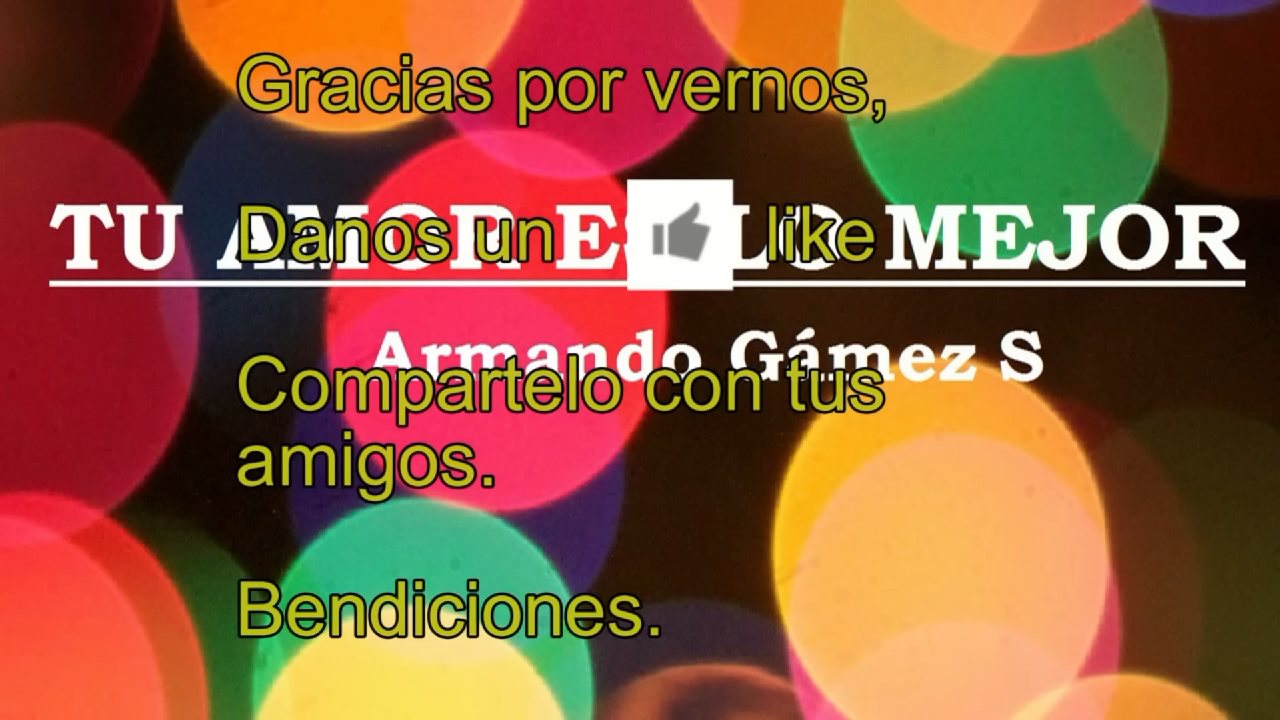 Gracias por vernos,
TU AMOR ES LO MEJOR
Danos un like
Armando Gámez S
Compartelo con tus
amigos.
Bendiciones.